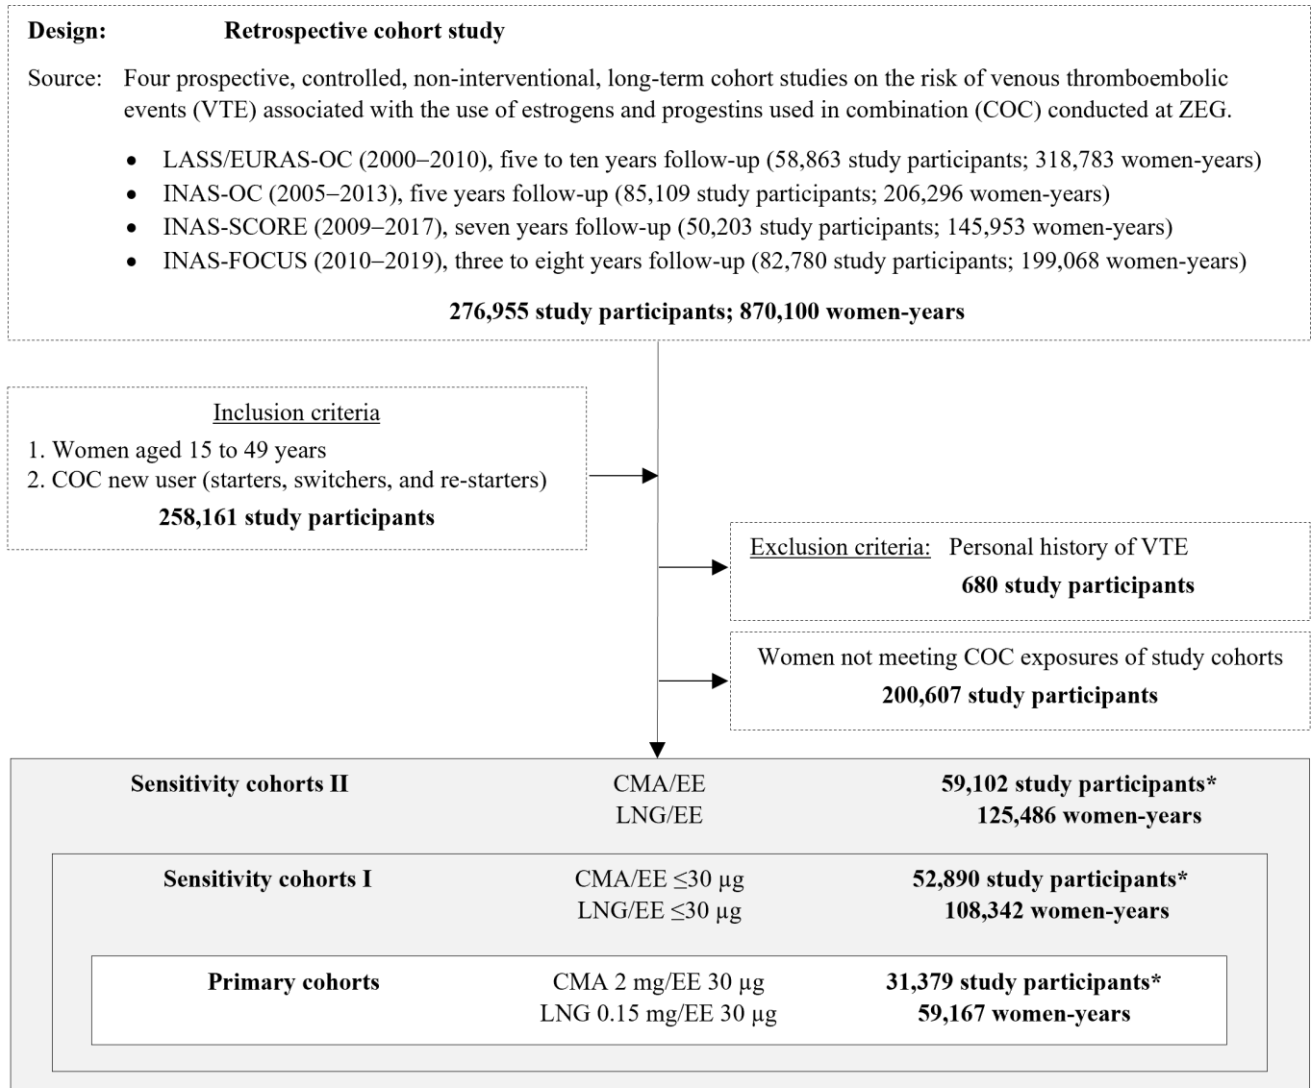 Design: Retrospective cohort study
Source: Four prospective, controlled, non-interventional, long-term cohort studies on the risk of venous thromboembolic
events (VTE) associated with the use of estrogens and progestins used in combination (COC) conducted at ZEG.
• LASS/EURAS-OC (2000–2010), five to ten years follow-up (58,863 study participants; 318,783 women-years)
• INAS-OC (2005–2013), five years follow-up (85,109 study participants; 206,296 women-years)
• INAS-SCORE (2009–2017), seven years follow-up (50,203 study participants; 145,953 women-years)
• INAS-FOCUS (2010–2019), three to eight years follow-up (82,780 study participants; 199,068 women-years)
276,955 study participants; 870,100 women-years
Inclusion criteria
1. Women aged 15 to 49 years
2. COC new user (starters, switchers, and re-starters)
258,161 study participants
Exclusion criteria: Personal history of VTE
680 study participants
Women not meeting COC exposures of study cohorts
200,607 study participants
Sensitivity cohorts II CMA/EE 59,102 study participants*
LNG/EE 125,486 women-years
Sensitivity cohorts I CMA/EE ≤30 µg 52,890 study participants*
LNG/EE ≤30 µg 108,342 women-years
Primary cohorts CMA 2 mg/EE 30 µg 31,379 study participants*
LNG 0.15 mg/EE 30 µg 59,167 women-years